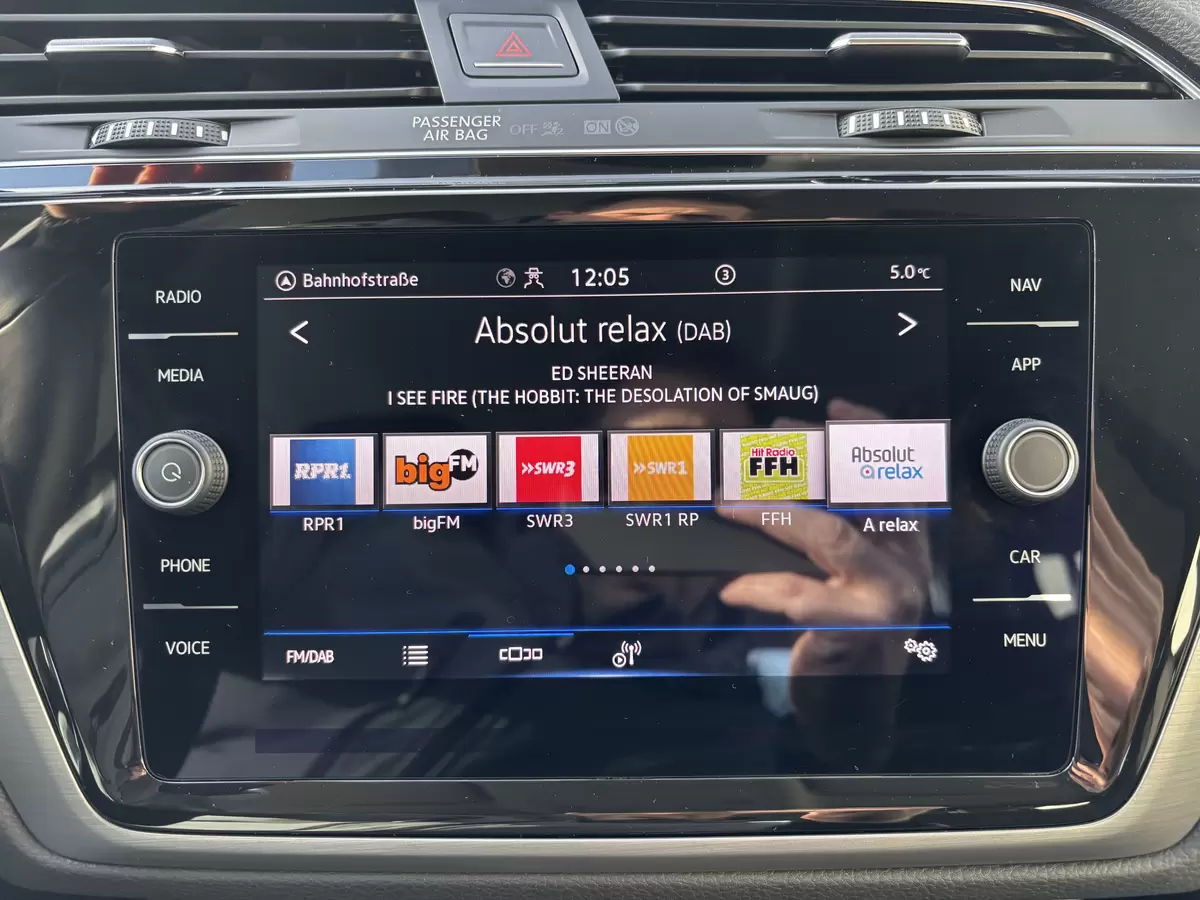 PASSENGER
AIR BAG OFF ON
RADIO
MEDIA
PHONE
VOICE
Bahnhofstraße 12:05 3 5.0°C
< Absolut relax (DAB) >
ED SHEERAN
I SEE FIRE (THE HOBBIT: THE DESOLATION OF SMAUG)
RPR1. bigFM »SWR3 »SWR1 Hit Radio FFH Absolut relax
RPR1 bigFM SWR3 SWR1 RP FFH A relax
FM/DAB
NAV
APP
CAR
MENU